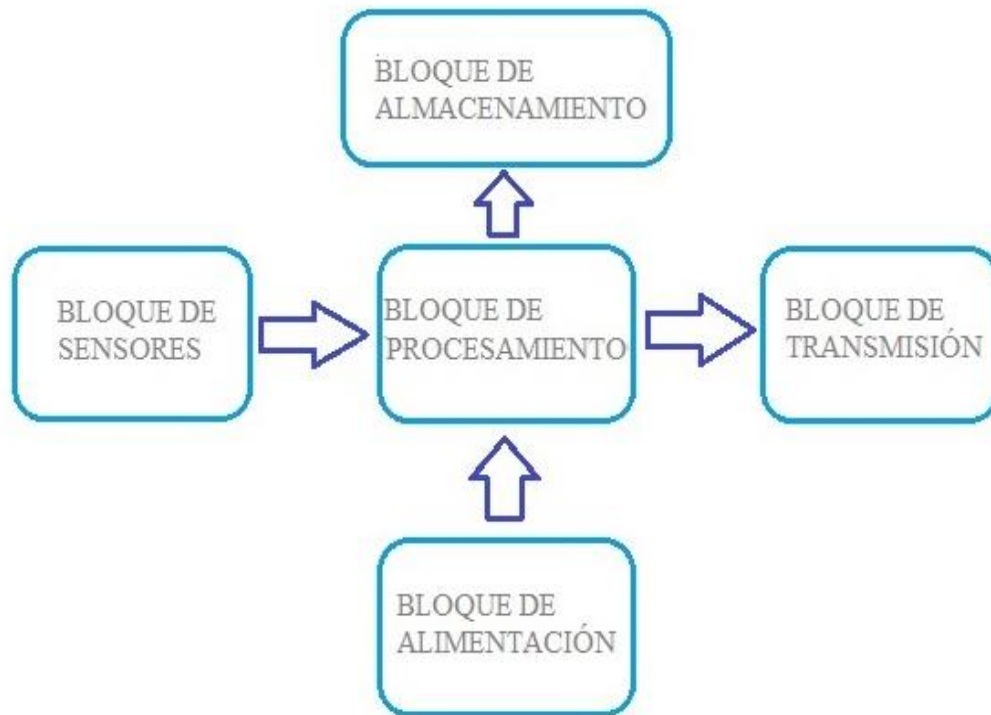 BLOQUE DE
ALMACENAMIENTO
BLOQUE DE
SENSORES
BLOQUE DE
PROCESAMIENTO
BLOQUE DE
TRANSMISIÓN
BLOQUE DE
ALIMENTACIÓN